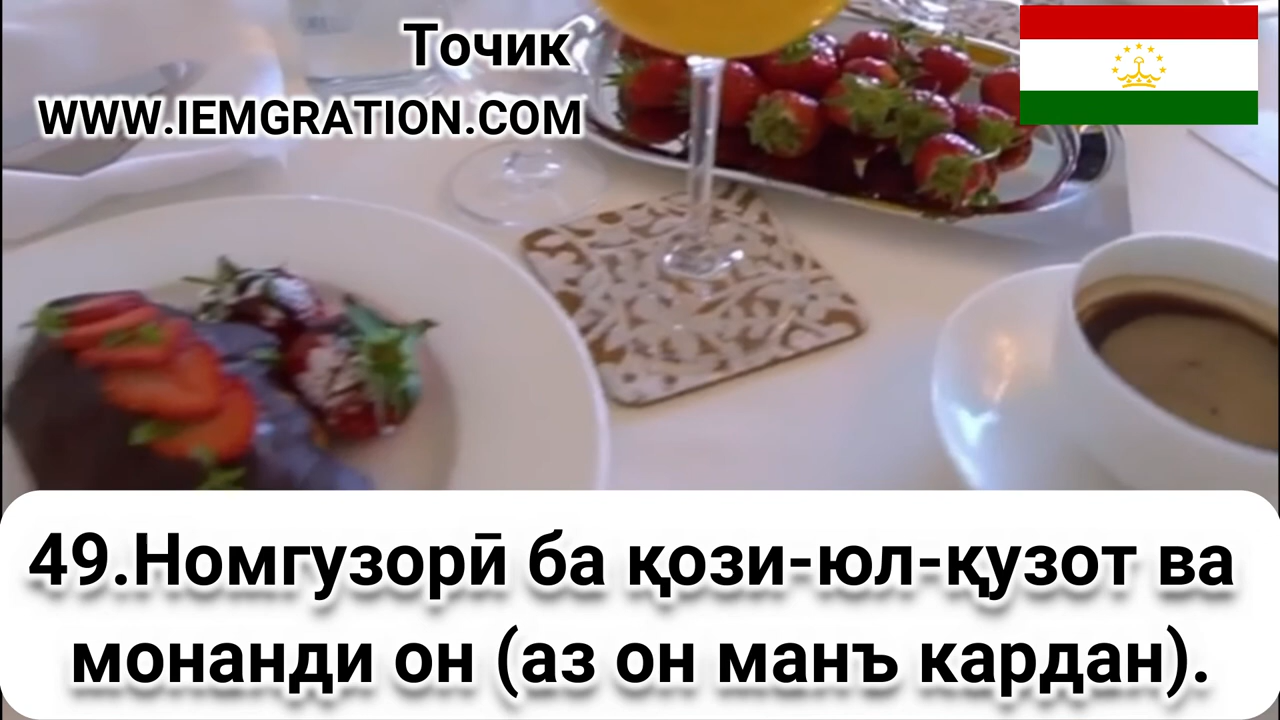 Точик
WWW.IEMGRATION.COM
49.Номгузорӣ ба қози-юл-қузот ва
монанди он (аз он манъ кардан).